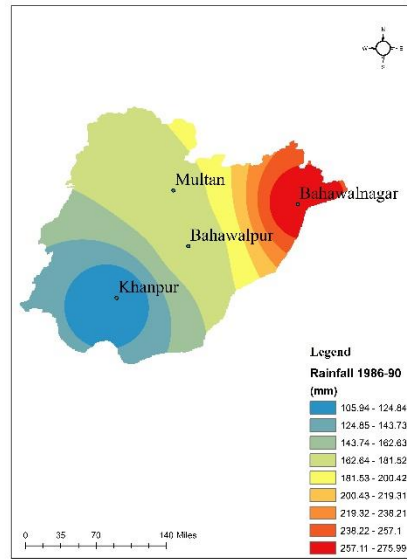 N
W
E
S
Multan
Bahawalnagar
Bahawalpur
Khanpur
Legend
Rainfall 1986-90
(mm)
105.94 - 124.84
124.85 - 143.73
143.74 - 162.63
162.64 - 181.52
181.53 - 200.42
200.43 - 219.31
219.32 - 238.21
238.22 - 257.1
257.11 - 275.99
0 35 70 140 Miles